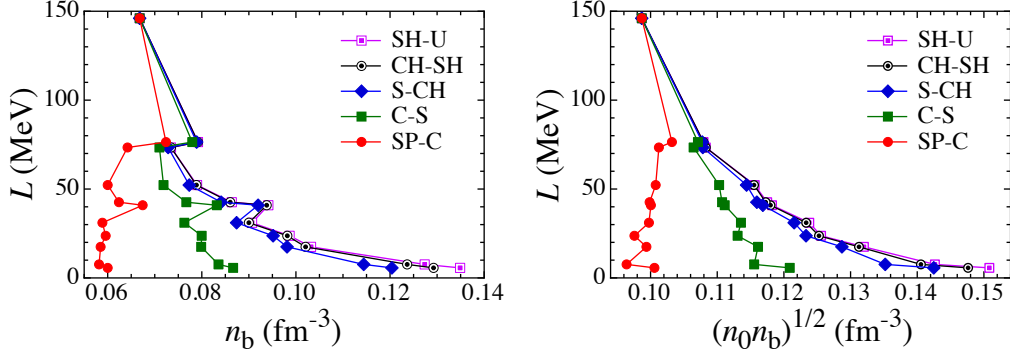 150
100
50
0
L (MeV)
SH-U
CH-SH
S-CH
C-S
SP-C
0.06 0.08 0.10 0.12 0.14
n_b (fm⁻³)
150
100
50
0
L (MeV)
SH-U
CH-SH
S-CH
C-S
SP-C
0.10 0.11 0.12 0.13 0.14 0.15
(n₀n_b)^{1/2} (fm⁻³)